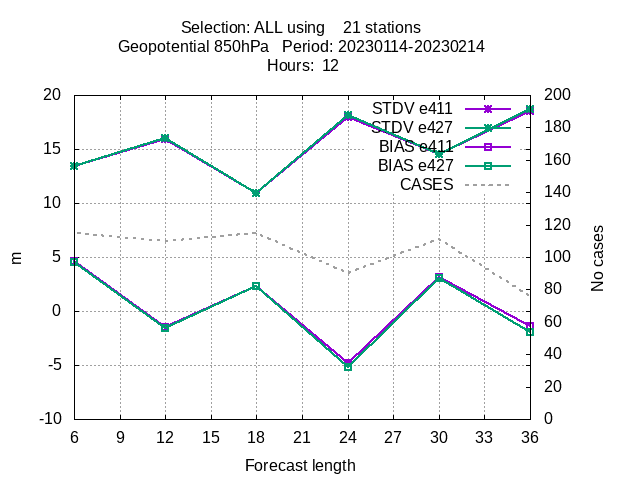 Selection: ALL using 21 stations
Geopotential 850hPa Period: 20230114-20230214
Hours: 12
STDV e411
STDV e427
BIAS e411
BIAS e427
CASES
20
15
10
5
0
-5
-10
m
200
180
160
140
120
100
80
60
40
20
0
No cases
6 9 12 15 18 21 24 27 30 33 36
Forecast length